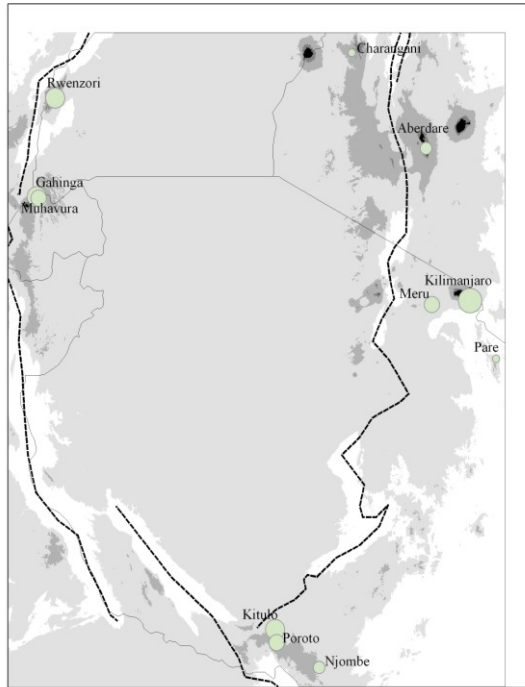 Charangani
Rwenzori
Aberdare
Gahinga
Muhavura
Kilimanjaro
Meru
Pare
Kitulo
Poroto
Njombe